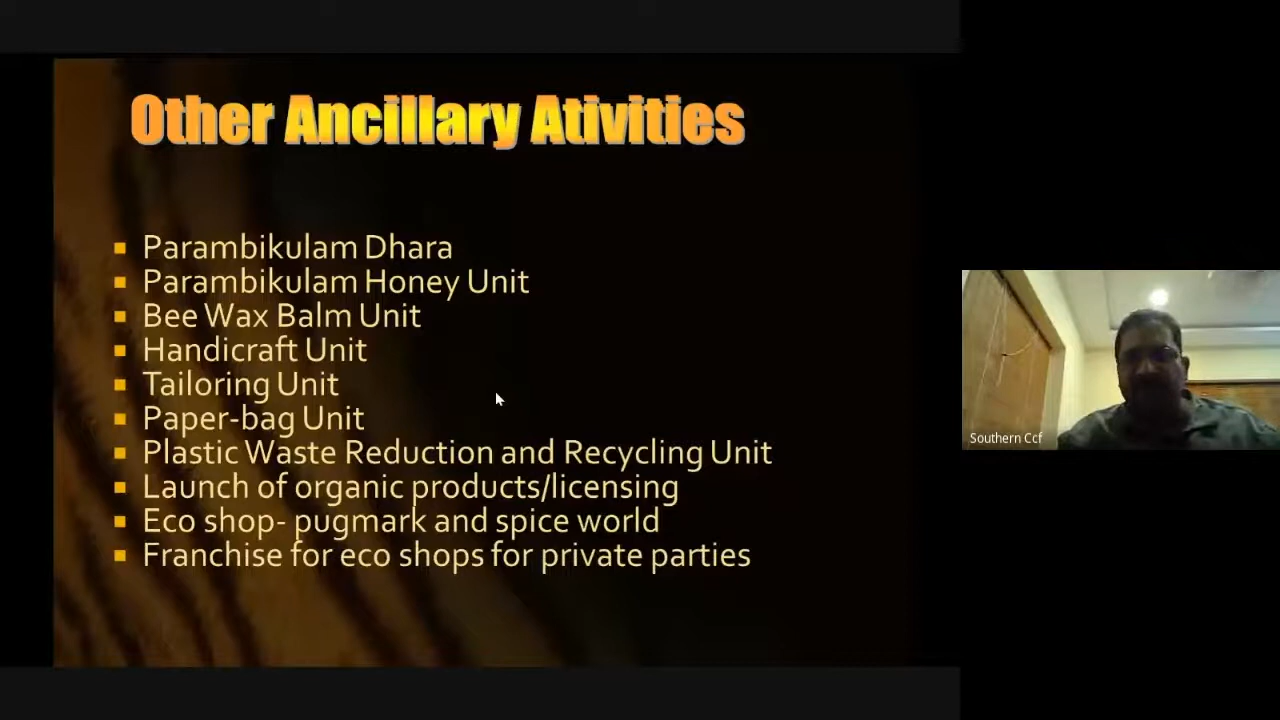 Other Ancillary Ativities
Parambikulam Dhara
Parambikulam Honey Unit
Bee Wax Balm Unit
Handicraft Unit
Tailoring Unit
Paper-bag Unit
Plastic Waste Reduction and Recycling Unit
Launch of organic products/licensing
Eco shop- pugmark and spice world
Franchise for eco shops for private parties
Southern Ccf